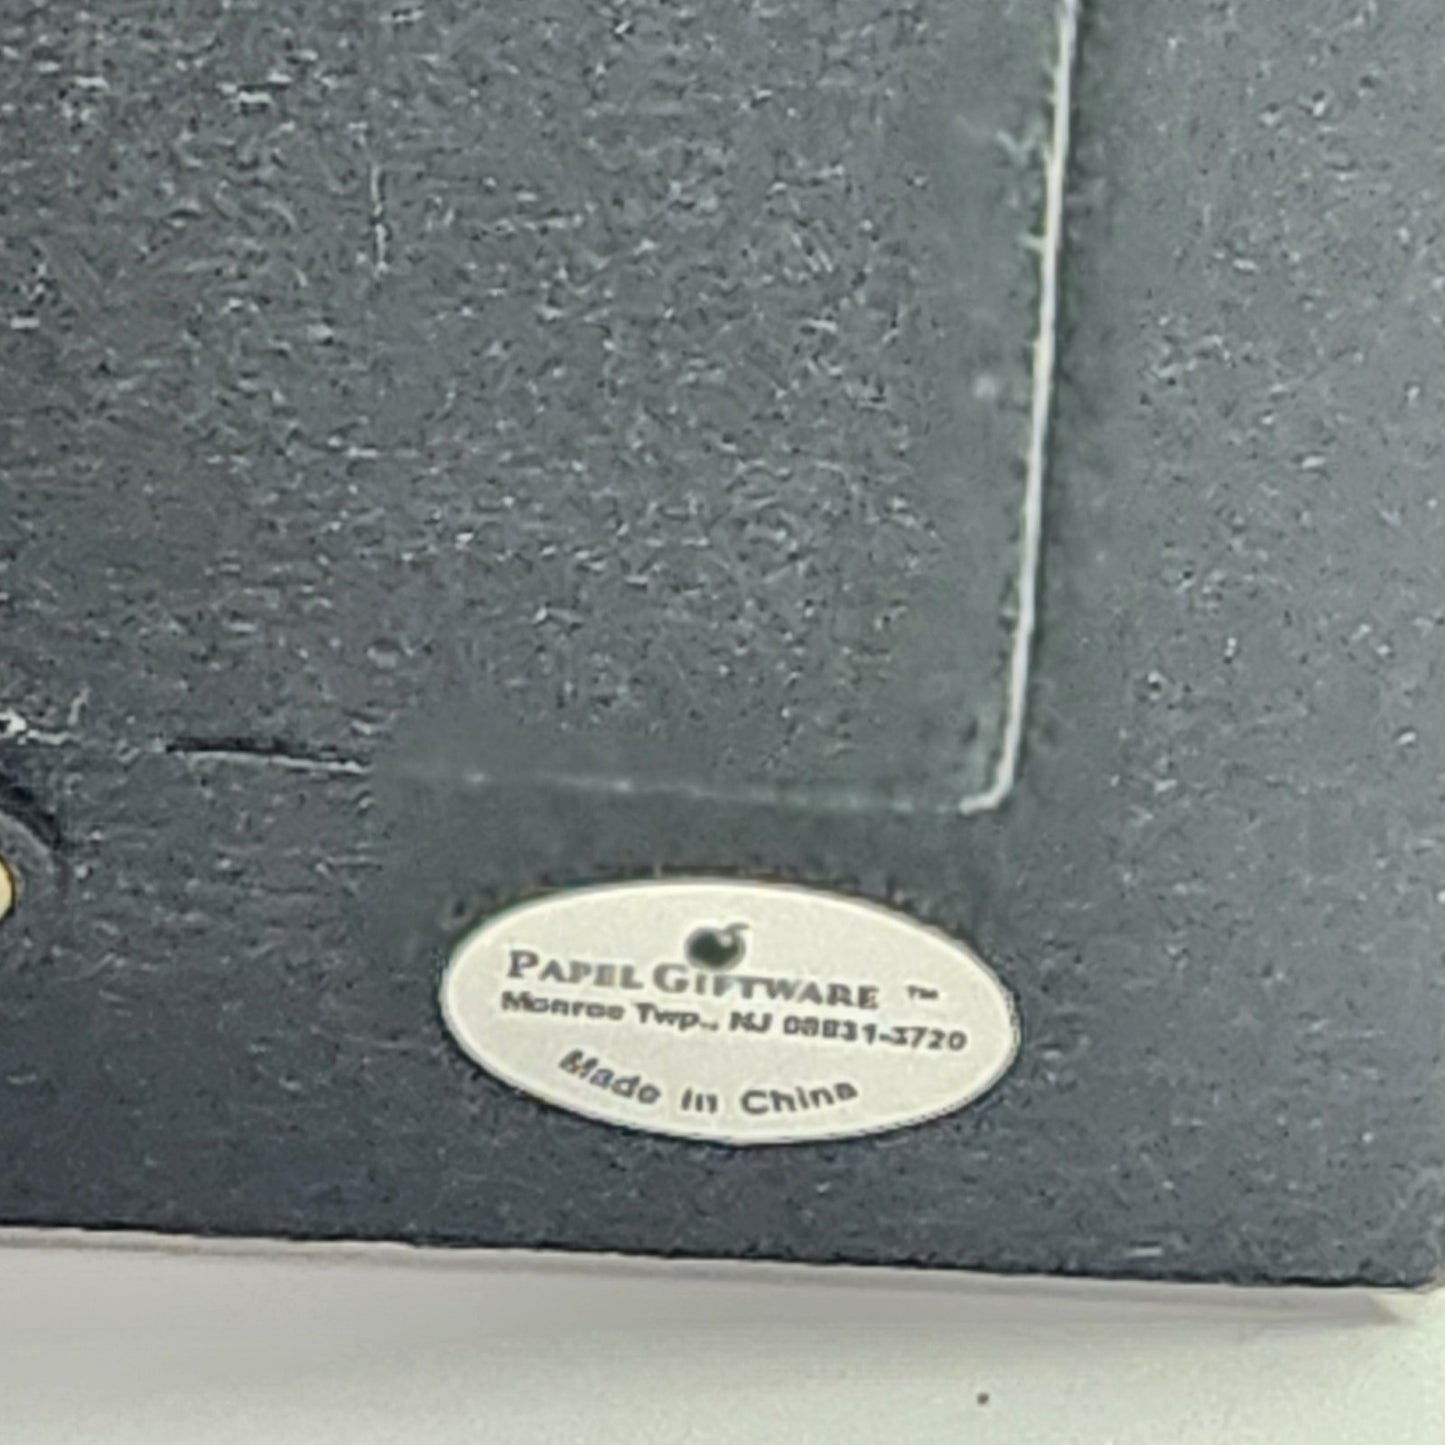 PAPEL GIFTWARE ™
Monroe Twp., NJ 08831-3720
Made in China